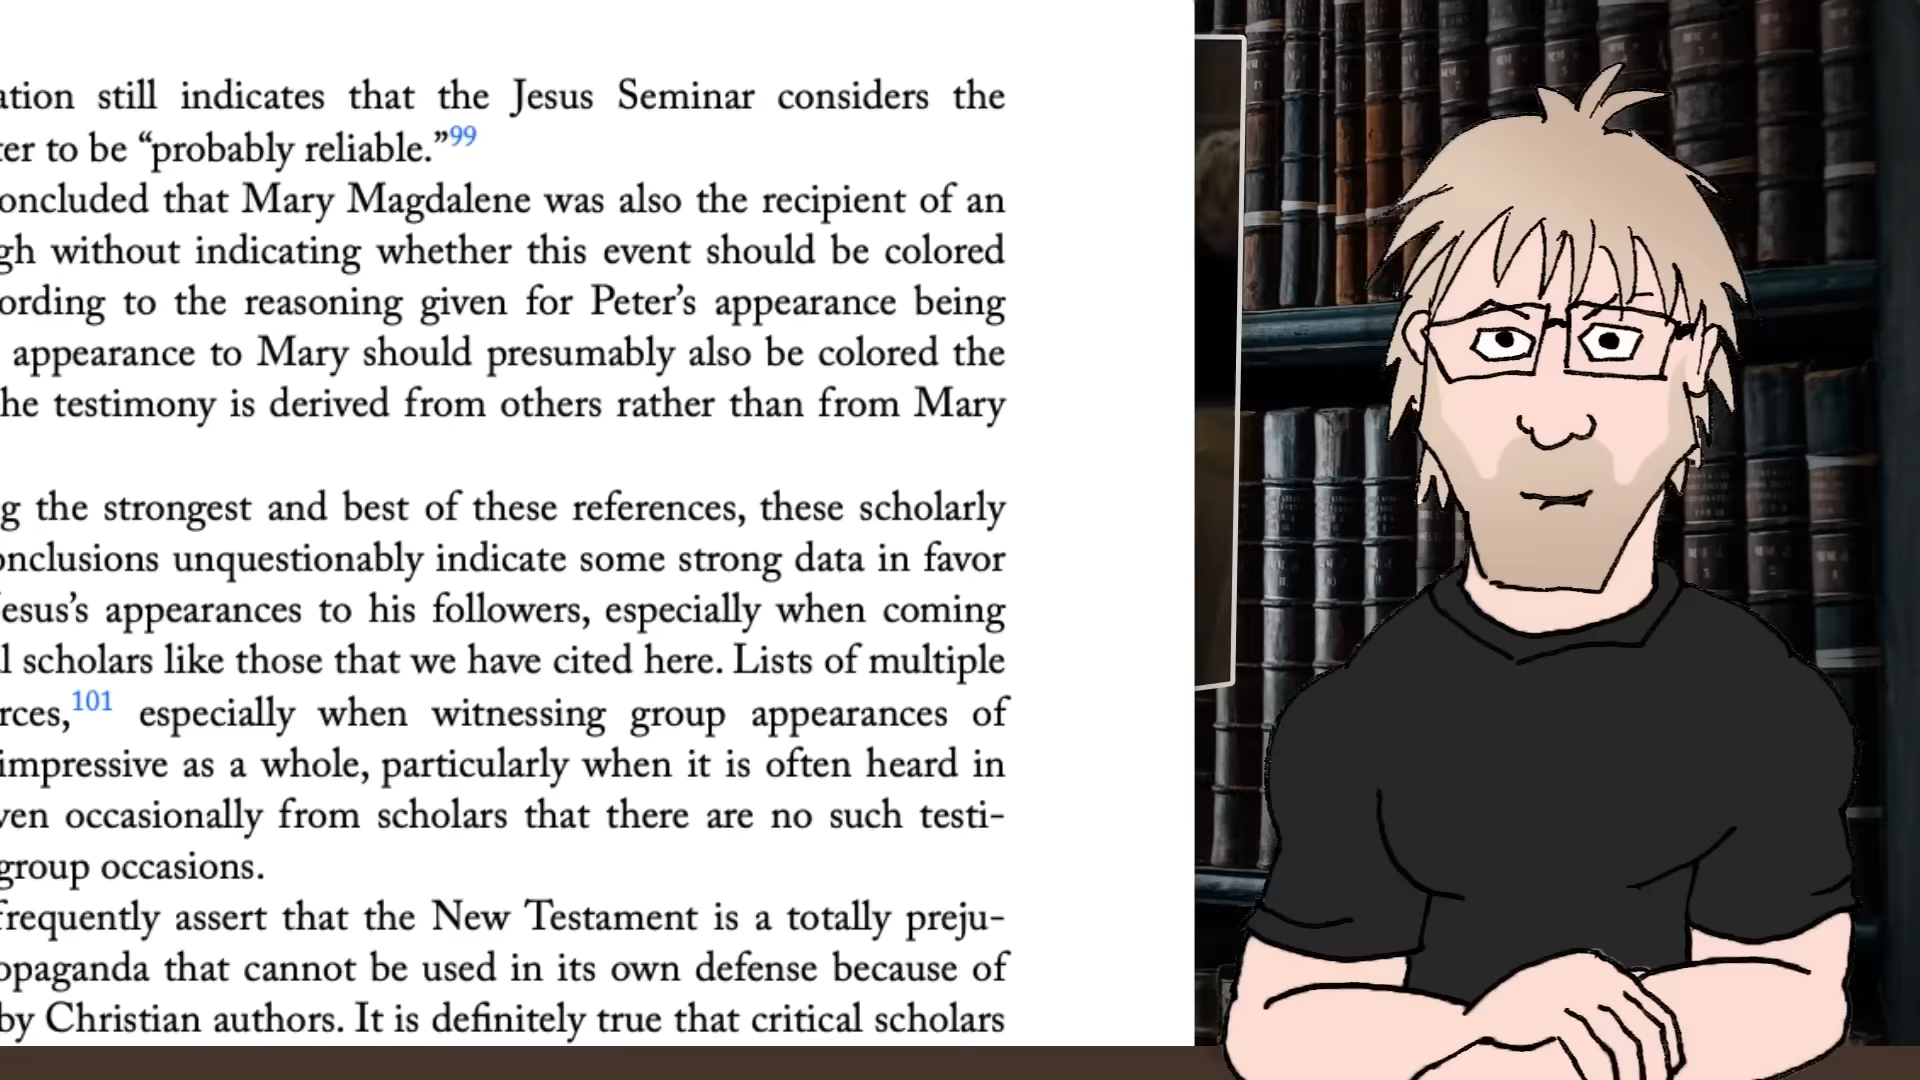 ation still indicates that the Jesus Seminar considers the
ter to be “probably reliable.”99
oncluded that Mary Magdalene was also the recipient of an
gh without indicating whether this event should be colored
cording to the reasoning given for Peter’s appearance being
appearance to Mary should presumably also be colored the
he testimony is derived from others rather than from Mary
g the strongest and best of these references, these scholarly
onclusions unquestionably indicate some strong data in favor
Jesus’s appearances to his followers, especially when coming
l scholars like those that we have cited here. Lists of multiple
rces,101 especially when witnessing group appearances of
impressive as a whole, particularly when it is often heard in
ven occasionally from scholars that there are no such testi-
group occasions.
frequently assert that the New Testament is a totally preju-
opaganda that cannot be used in its own defense because of
by Christian authors. It is definitely true that critical scholars